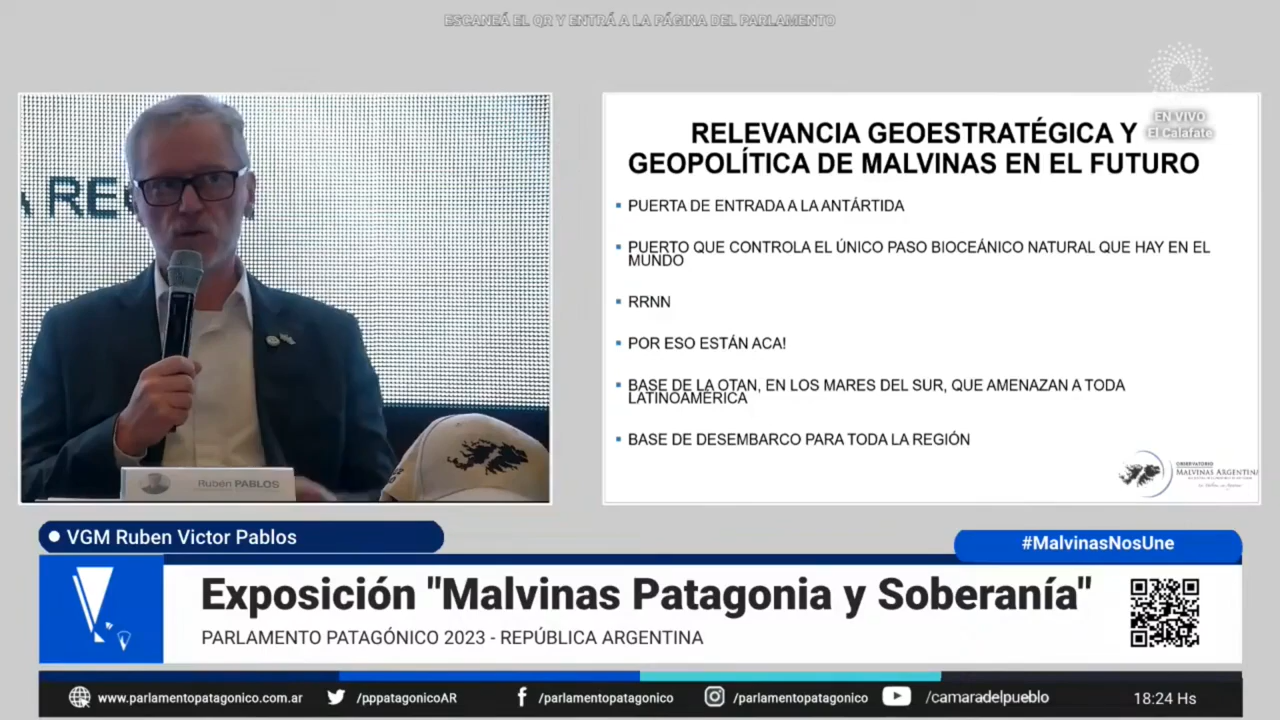 ESCANEÁ EL QR Y ENTRÁ A LA PÁGINA DEL PARLAMENTO
EN VIVO
El Calafate
A RE
Rubén PABLOS
RELEVANCIA GEOESTRATÉGICA Y
GEOPOLÍTICA DE MALVINAS EN EL FUTURO
PUERTA DE ENTRADA A LA ANTÁRTIDA
PUERTO QUE CONTROLA EL ÚNICO PASO BIOCEÁNICO NATURAL QUE HAY EN EL
MUNDO
RRNN
POR ESO ESTÁN ACA!
BASE DE LA OTAN, EN LOS MARES DEL SUR, QUE AMENAZAN A TODA
LATINOAMÉRICA
BASE DE DESEMBARCO PARA TODA LA REGIÓN
OBSERVATORIO
MALVINAS ARGENTINA
VGM Ruben Victor Pablos
#MalvinasNosUne
Exposición "Malvinas Patagonia y Soberanía"
PARLAMENTO PATAGÓNICO 2023 - REPÚBLICA ARGENTINA
www.parlamentopatagonico.com.ar
/pppatagonicoAR
/parlamentopatagonico
/parlamentopatagonico
/camaradelpueblo
18:24 Hs